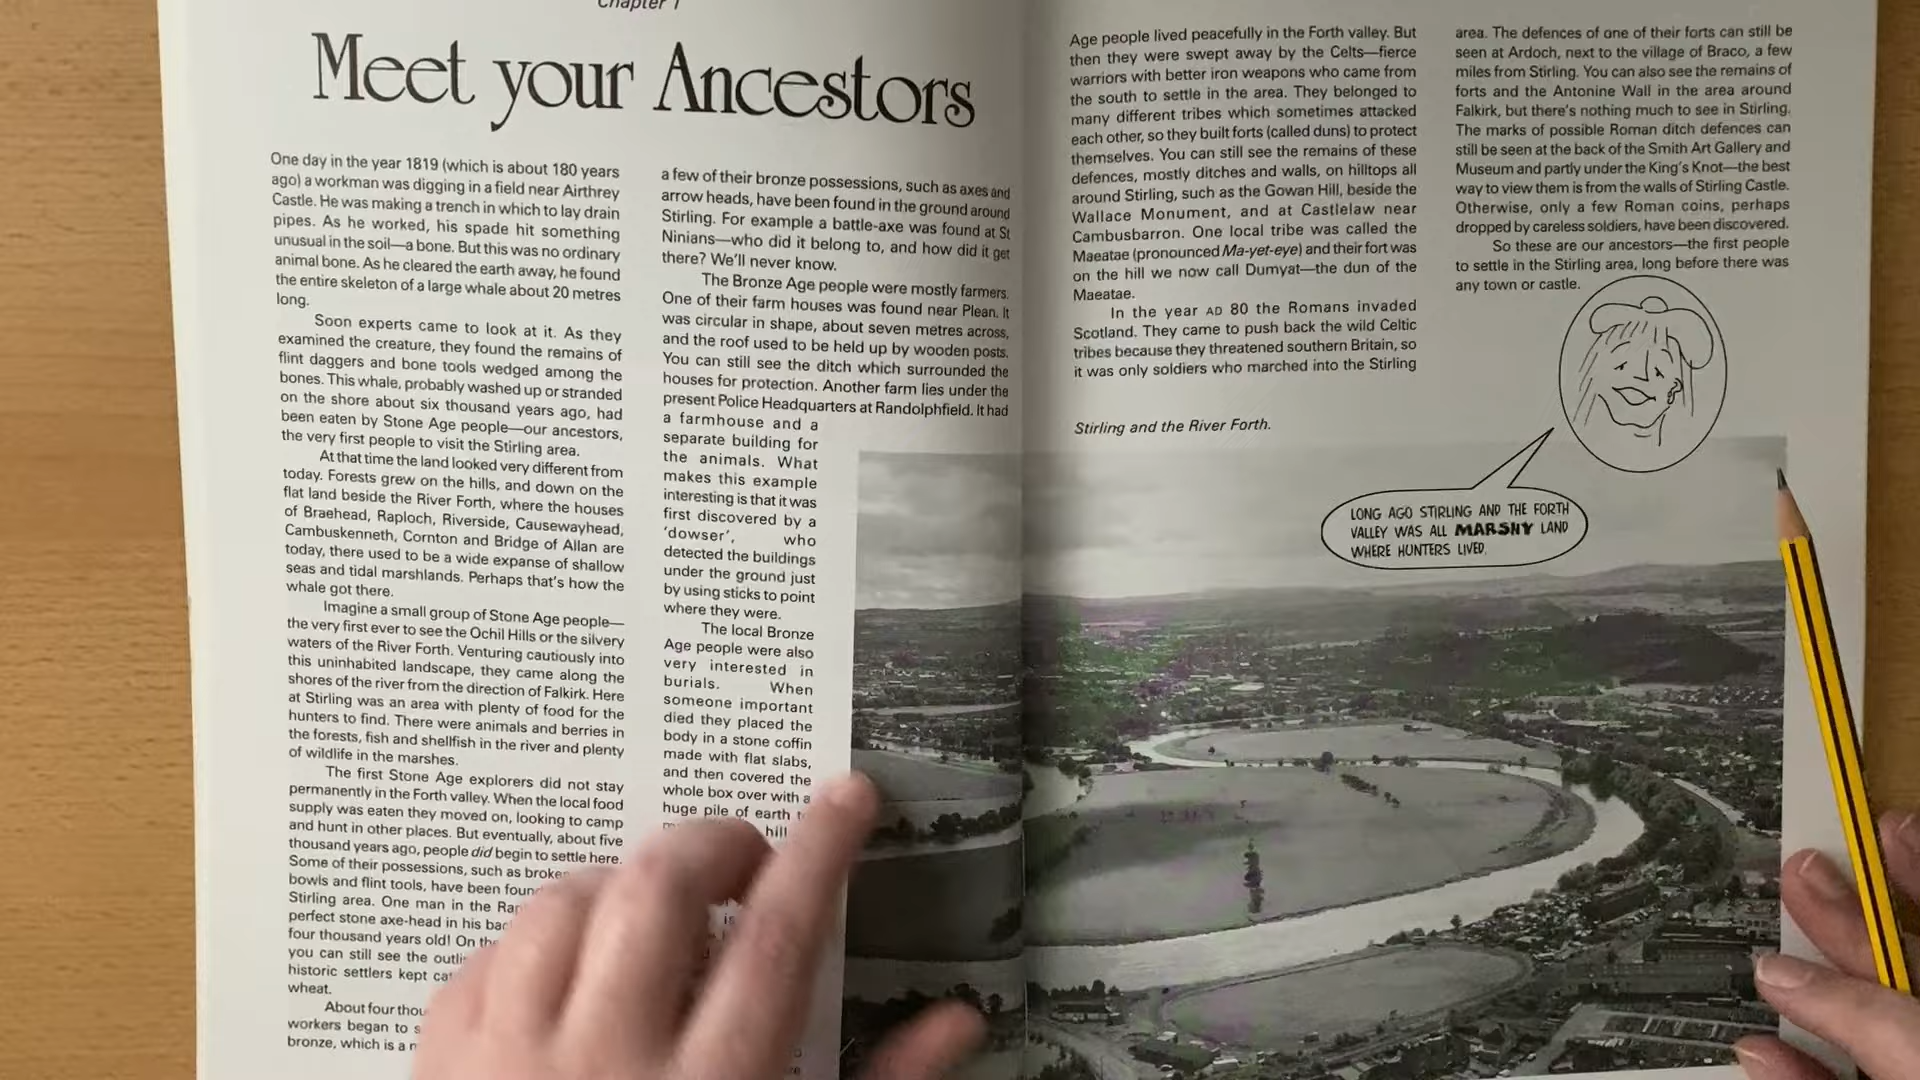 Chapter 1
Meet your Ancestors
One day in the year 1819 (which is about 180 years
ago) a workman was digging in a field near Airthrey
Castle. He was making a trench in which to lay drain
pipes. As he worked, his spade hit something
unusual in the soil—a bone. But this was no ordinary
animal bone. As he cleared the earth away, he found
the entire skeleton of a large whale about 20 metres
long.
Soon experts came to look at it. As they
examined the creature, they found the remains of
flint daggers and bone tools wedged among the
bones. This whale, probably washed up or stranded
on the shore about six thousand years ago, had
been eaten by Stone Age people—our ancestors,
the very first people to visit the Stirling area.
At that time the land looked very different from
today. Forests grew on the hills, and down on the
flat land beside the River Forth, where the houses
of Braehead, Raploch, Riverside, Causewayhead,
Cambuskenneth, Cornton and Bridge of Allan are
today, there used to be a wide expanse of shallow
seas and tidal marshlands. Perhaps that's how the
whale got there.
Imagine a small group of Stone Age people—
the very first ever to see the Ochil Hills or the silvery
waters of the River Forth. Venturing cautiously into
this uninhabited landscape, they came along the
shores of the river from the direction of Falkirk. Here
at Stirling was an area with plenty of food for the
hunters to find. There were animals and berries in
the forests, fish and shellfish in the river and plenty
of wildlife in the marshes.
The first Stone Age explorers did not stay
permanently in the Forth valley. When the local food
supply was eaten they moved on, looking to camp
and hunt in other places. But eventually, about five
thousand years ago, people did begin to settle here.
Some of their possessions, such as
bowls and flint tools, have been
Stirling area. One man in the
perfect stone axe-head in his
four thousand years old! On
you can still see the
historic settlers kept
wheat.
About four
workers began to
bronze, which is a
a few of their bronze possessions, such as axes and
arrow heads, have been found in the ground around
Stirling. For example a battle-axe was found at St
Ninians—who did it belong to, and how did it get
there? We'll never know.
The Bronze Age people were mostly farmers.
One of their farm houses was found near Plean. It
was circular in shape, about seven metres across,
and the roof used to be held up by wooden posts.
You can still see the ditch which surrounded the
houses for protection. Another farm lies under the
present Police Headquarters at Randolphfield. It had
a farmhouse and a
separate building for
the animals. What
makes this example
interesting is that it was
first discovered by a
'dowser', who
detected the buildings
under the ground just
by using sticks to point
where they were.
The local Bronze
Age people were also
very interested in
burials. When
someone important
died they placed the
body in a stone coffin
made with flat slabs,
and then covered the
whole box over with a
huge pile of earth
hill
is
Age people lived peacefully in the Forth valley. But
then they were swept away by the Celts—fierce
warriors with better iron weapons who came from
the south to settle in the area. They belonged to
many different tribes which sometimes attacked
each other, so they built forts (called duns) to protect
themselves. You can still see the remains of these
defences, mostly ditches and walls, on hilltops all
around Stirling, such as the Gowan Hill, beside the
Wallace Monument, and at Castlelaw near
Cambusbarron. One local tribe was called the
Maeatae (pronounced Ma-yet-eye) and their fort was
on the hill we now call Dumyat—the dun of the
Maeatae.
In the year AD 80 the Romans invaded
Scotland. They came to push back the wild Celtic
tribes because they threatened southern Britain, so
it was only soldiers who marched into the Stirling
area. The defences of one of their forts can still be
seen at Ardoch, next to the village of Braco, a few
miles from Stirling. You can also see the remains of
forts and the Antonine Wall in the area around
Falkirk, but there's nothing much to see in Stirling.
The marks of possible Roman ditch defences can
still be seen at the back of the Smith Art Gallery and
Museum and partly under the King's Knot—the best
way to view them is from the walls of Stirling Castle.
Otherwise, only a few Roman coins, perhaps
dropped by careless soldiers, have been discovered.
So these are our ancestors—the first people
to settle in the Stirling area, long before there was
any town or castle.
Stirling and the River Forth.
LONG AGO STIRLING AND THE FORTH
VALLEY WAS ALL MARSHY LAND
WHERE HUNTERS LIVED.